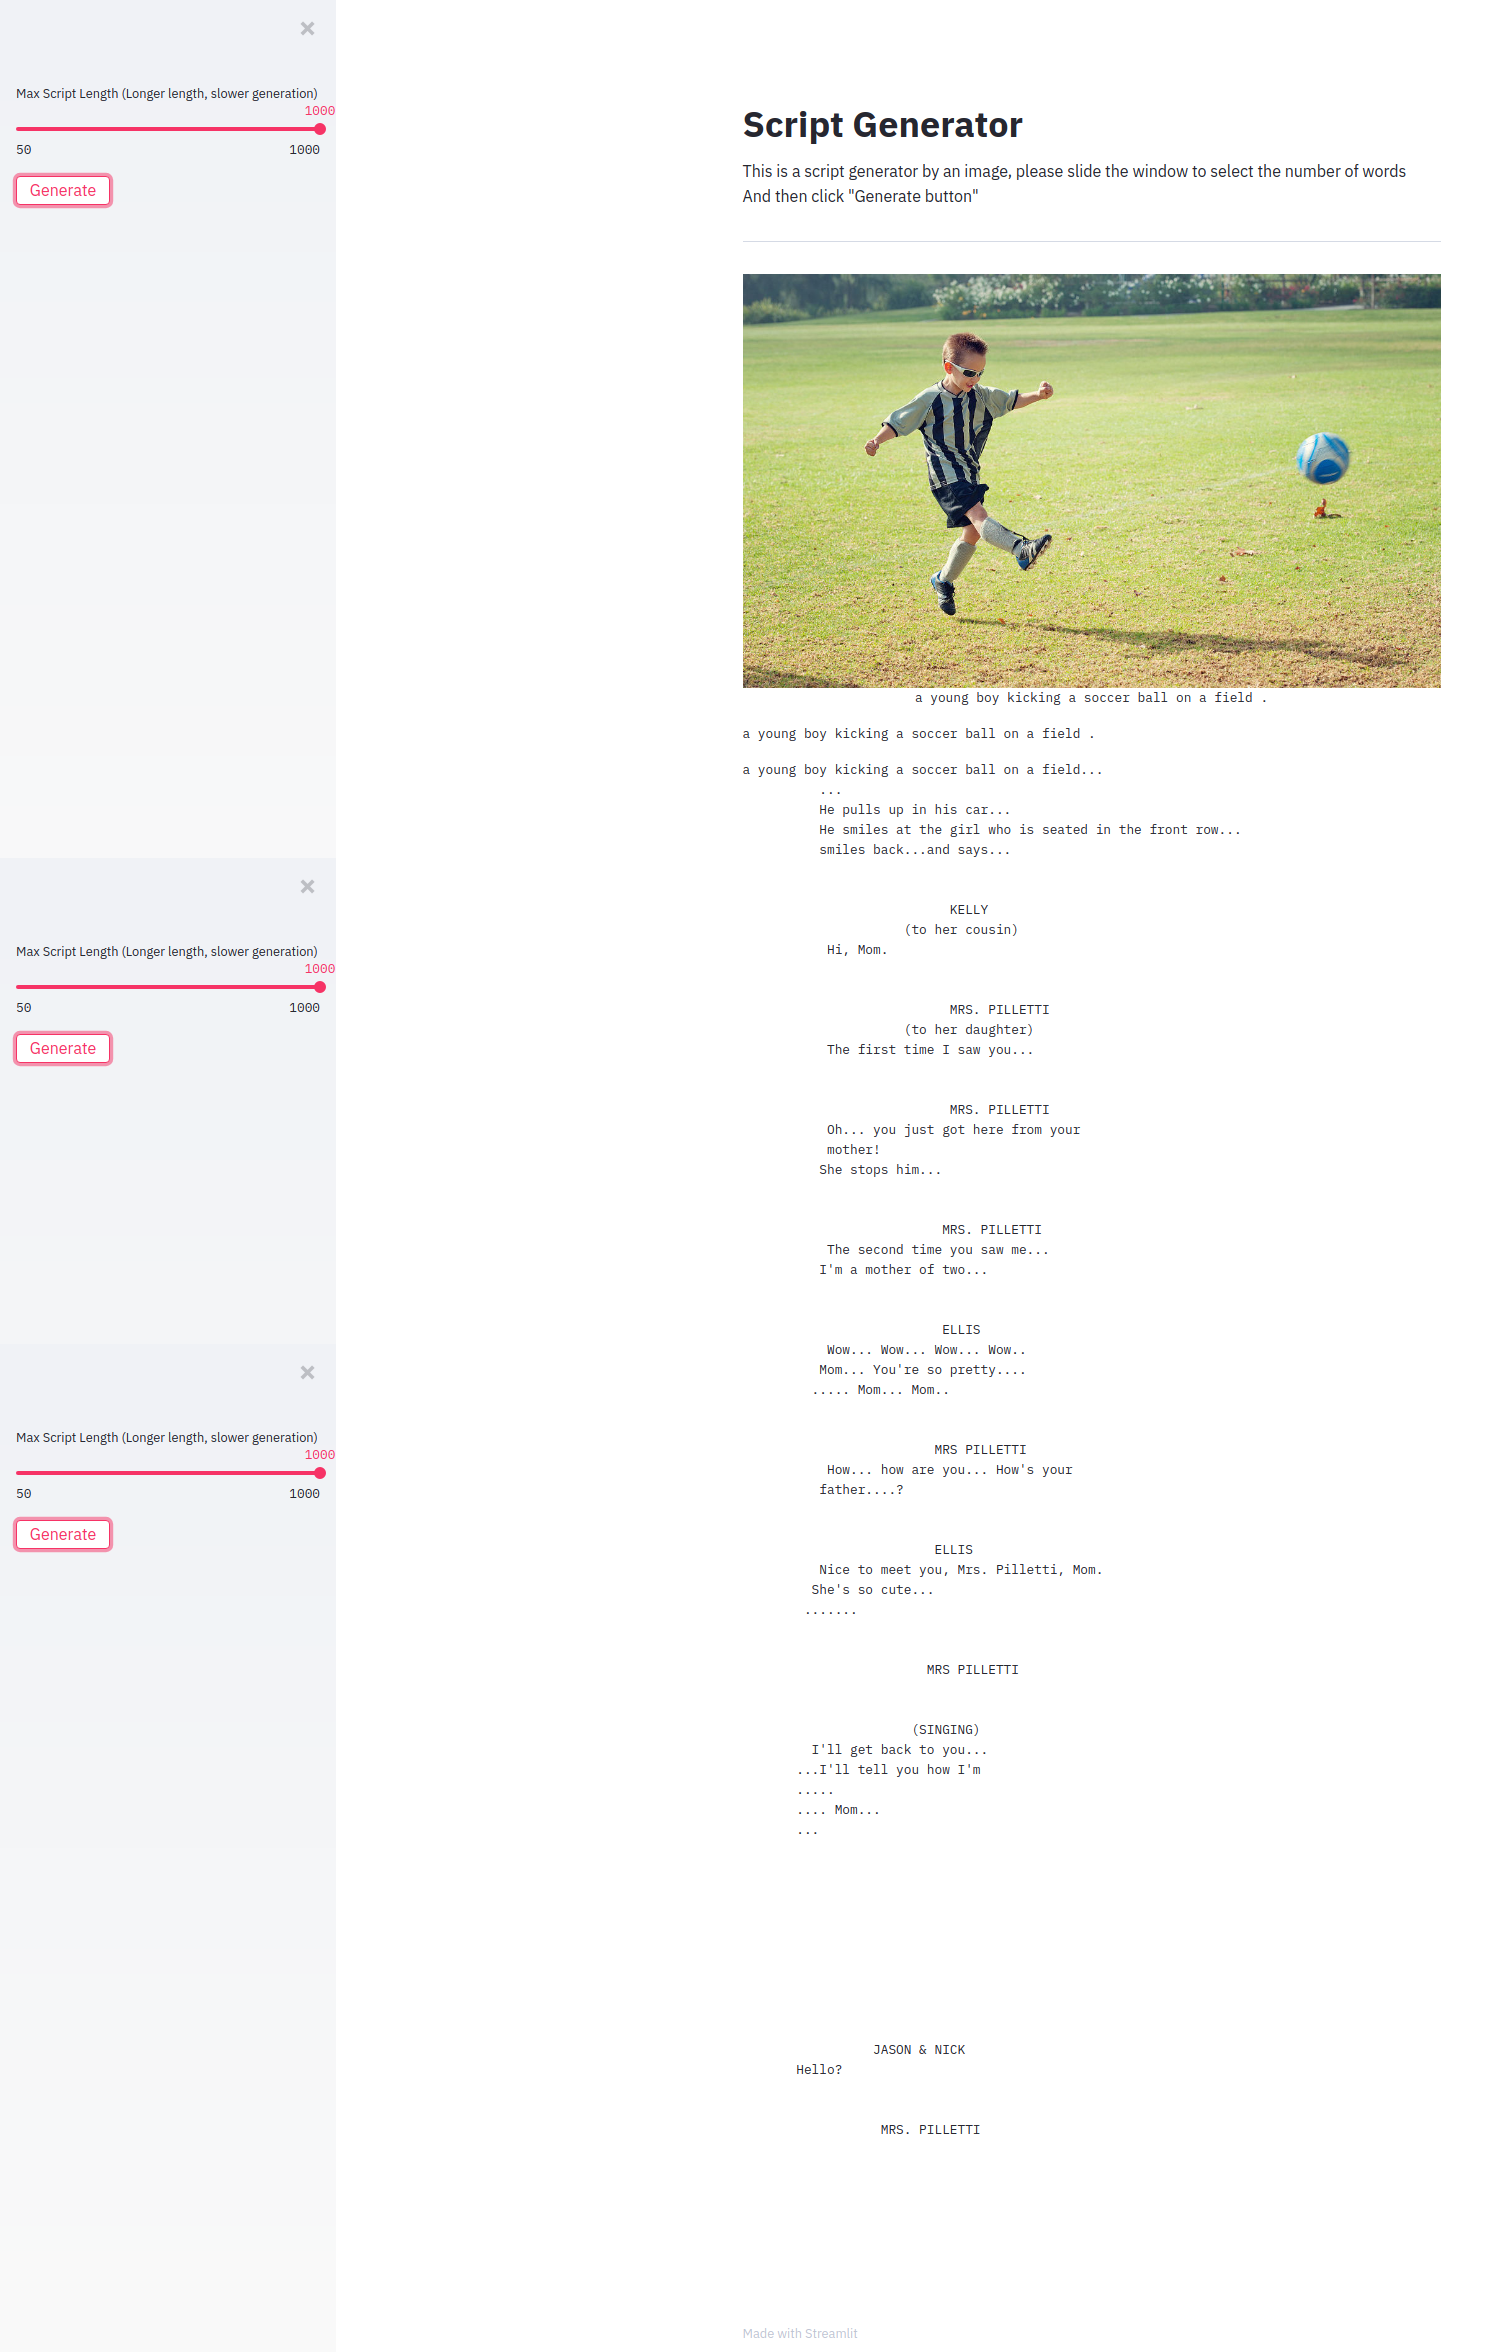 Max Script Length (Longer length, slower generation)
1000
50 1000
Generate
Max Script Length (Longer length, slower generation)
1000
50 1000
Generate
Max Script Length (Longer length, slower generation)
1000
50 1000
Generate
Script Generator
This is a script generator by an image, please slide the window to select the number of words
And then click "Generate button"
a young boy kicking a soccer ball on a field .
a young boy kicking a soccer ball on a field .
a young boy kicking a soccer ball on a field...
...
He pulls up in his car...
He smiles at the girl who is seated in the front row...
smiles back...and says...
KELLY
(to her cousin)
Hi, Mom.
MRS. PILLETTI
(to her daughter)
The first time I saw you...
MRS. PILLETTI
Oh... you just got here from your
mother!
She stops him...
MRS. PILLETTI
The second time you saw me...
I'm a mother of two...
ELLIS
Wow... Wow... Wow... Wow..
Mom... You're so pretty....
..... Mom... Mom..
MRS PILLETTI
How... how are you... How's your
father....?
ELLIS
Nice to meet you, Mrs. Pilletti, Mom.
She's so cute...
.......
MRS PILLETTI
(SINGING)
I'll get back to you...
...I'll tell you how I'm
.....
.... Mom...
...
JASON & NICK
Hello?
MRS. PILLETTI
Made with Streamlit